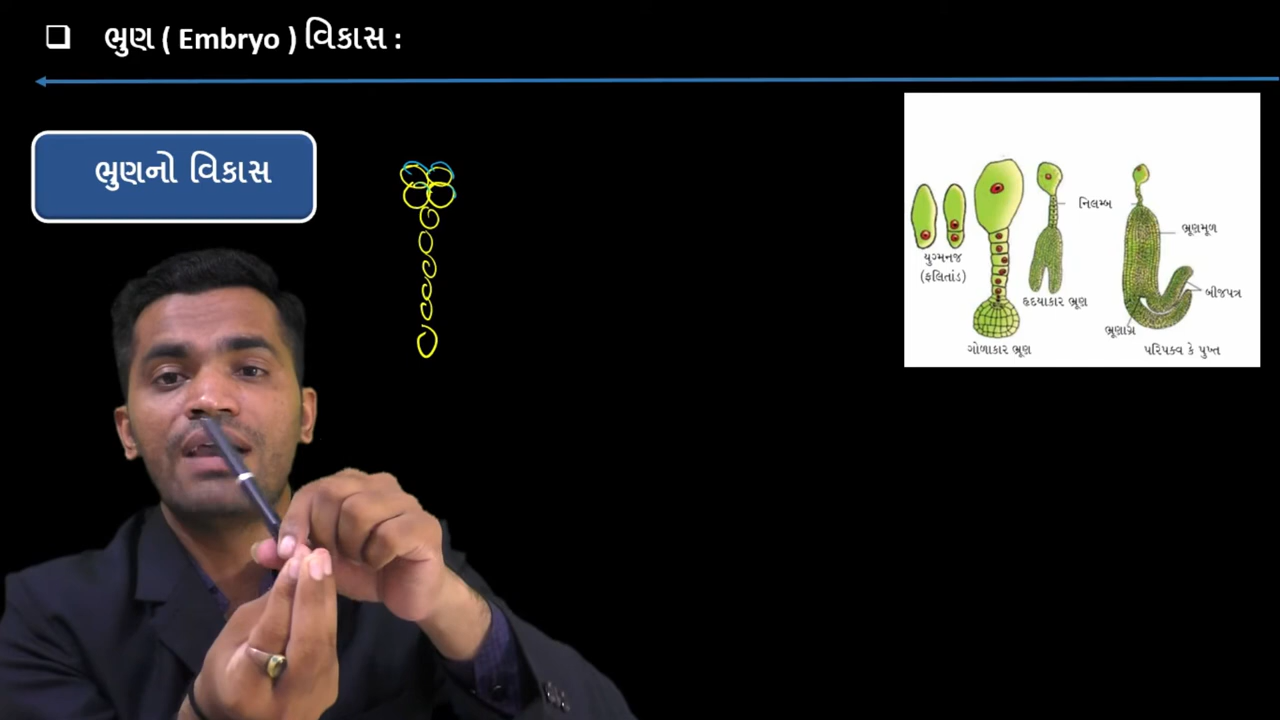 ❑ ભ્રુણ ( Embryo ) વિકાસ :
ભ્રુણનો વિકાસ
નિલમ્બ
ભ્રૂણમૂળ
યુગ્મનજ
(ફલિતાંડ)
હૃદયાકાર ભ્રૂણ
બીજપત્ર
ભ્રૂણાગ્ર
ગોળાકાર ભ્રૂણ
પરિપક્વ કે પુખ્ત